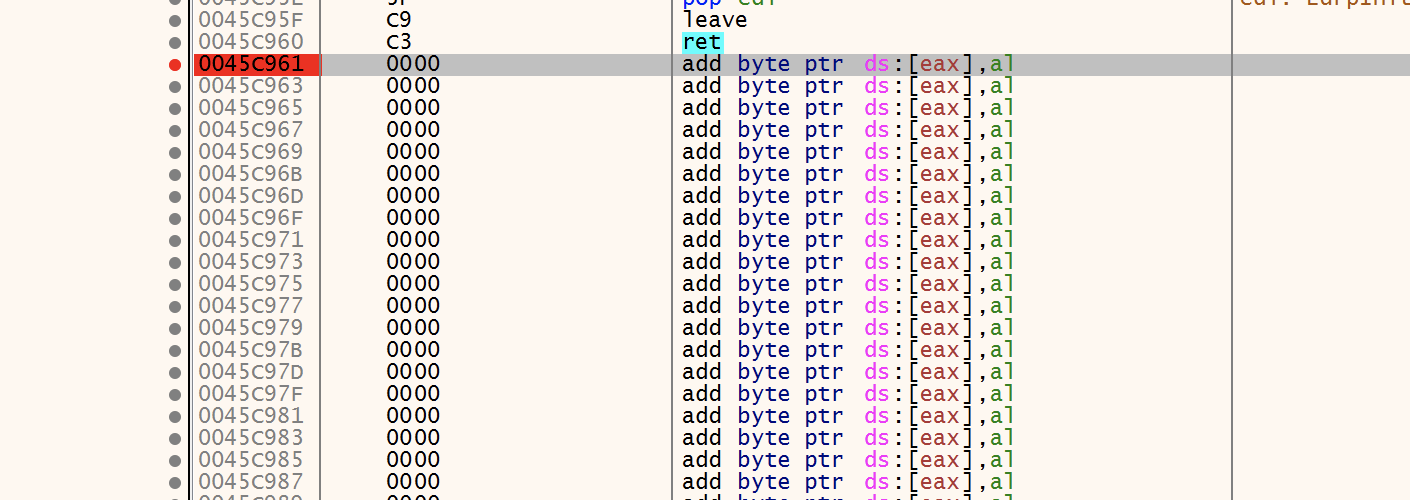 0045C95F C9 leave
0045C960 C3 ret
0045C961 0000 add byte ptr ds:[eax],al
0045C963 0000 add byte ptr ds:[eax],al
0045C965 0000 add byte ptr ds:[eax],al
0045C967 0000 add byte ptr ds:[eax],al
0045C969 0000 add byte ptr ds:[eax],al
0045C96B 0000 add byte ptr ds:[eax],al
0045C96D 0000 add byte ptr ds:[eax],al
0045C96F 0000 add byte ptr ds:[eax],al
0045C971 0000 add byte ptr ds:[eax],al
0045C973 0000 add byte ptr ds:[eax],al
0045C975 0000 add byte ptr ds:[eax],al
0045C977 0000 add byte ptr ds:[eax],al
0045C979 0000 add byte ptr ds:[eax],al
0045C97B 0000 add byte ptr ds:[eax],al
0045C97D 0000 add byte ptr ds:[eax],al
0045C97F 0000 add byte ptr ds:[eax],al
0045C981 0000 add byte ptr ds:[eax],al
0045C983 0000 add byte ptr ds:[eax],al
0045C985 0000 add byte ptr ds:[eax],al
0045C987 0000 add byte ptr ds:[eax],al